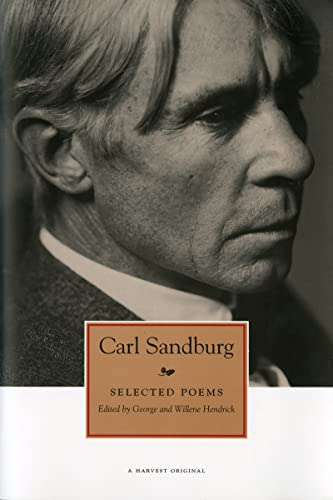 Carl Sandburg
SELECTED POEMS
Edited by George and Willene Hendrick
A HARVEST ORIGINAL